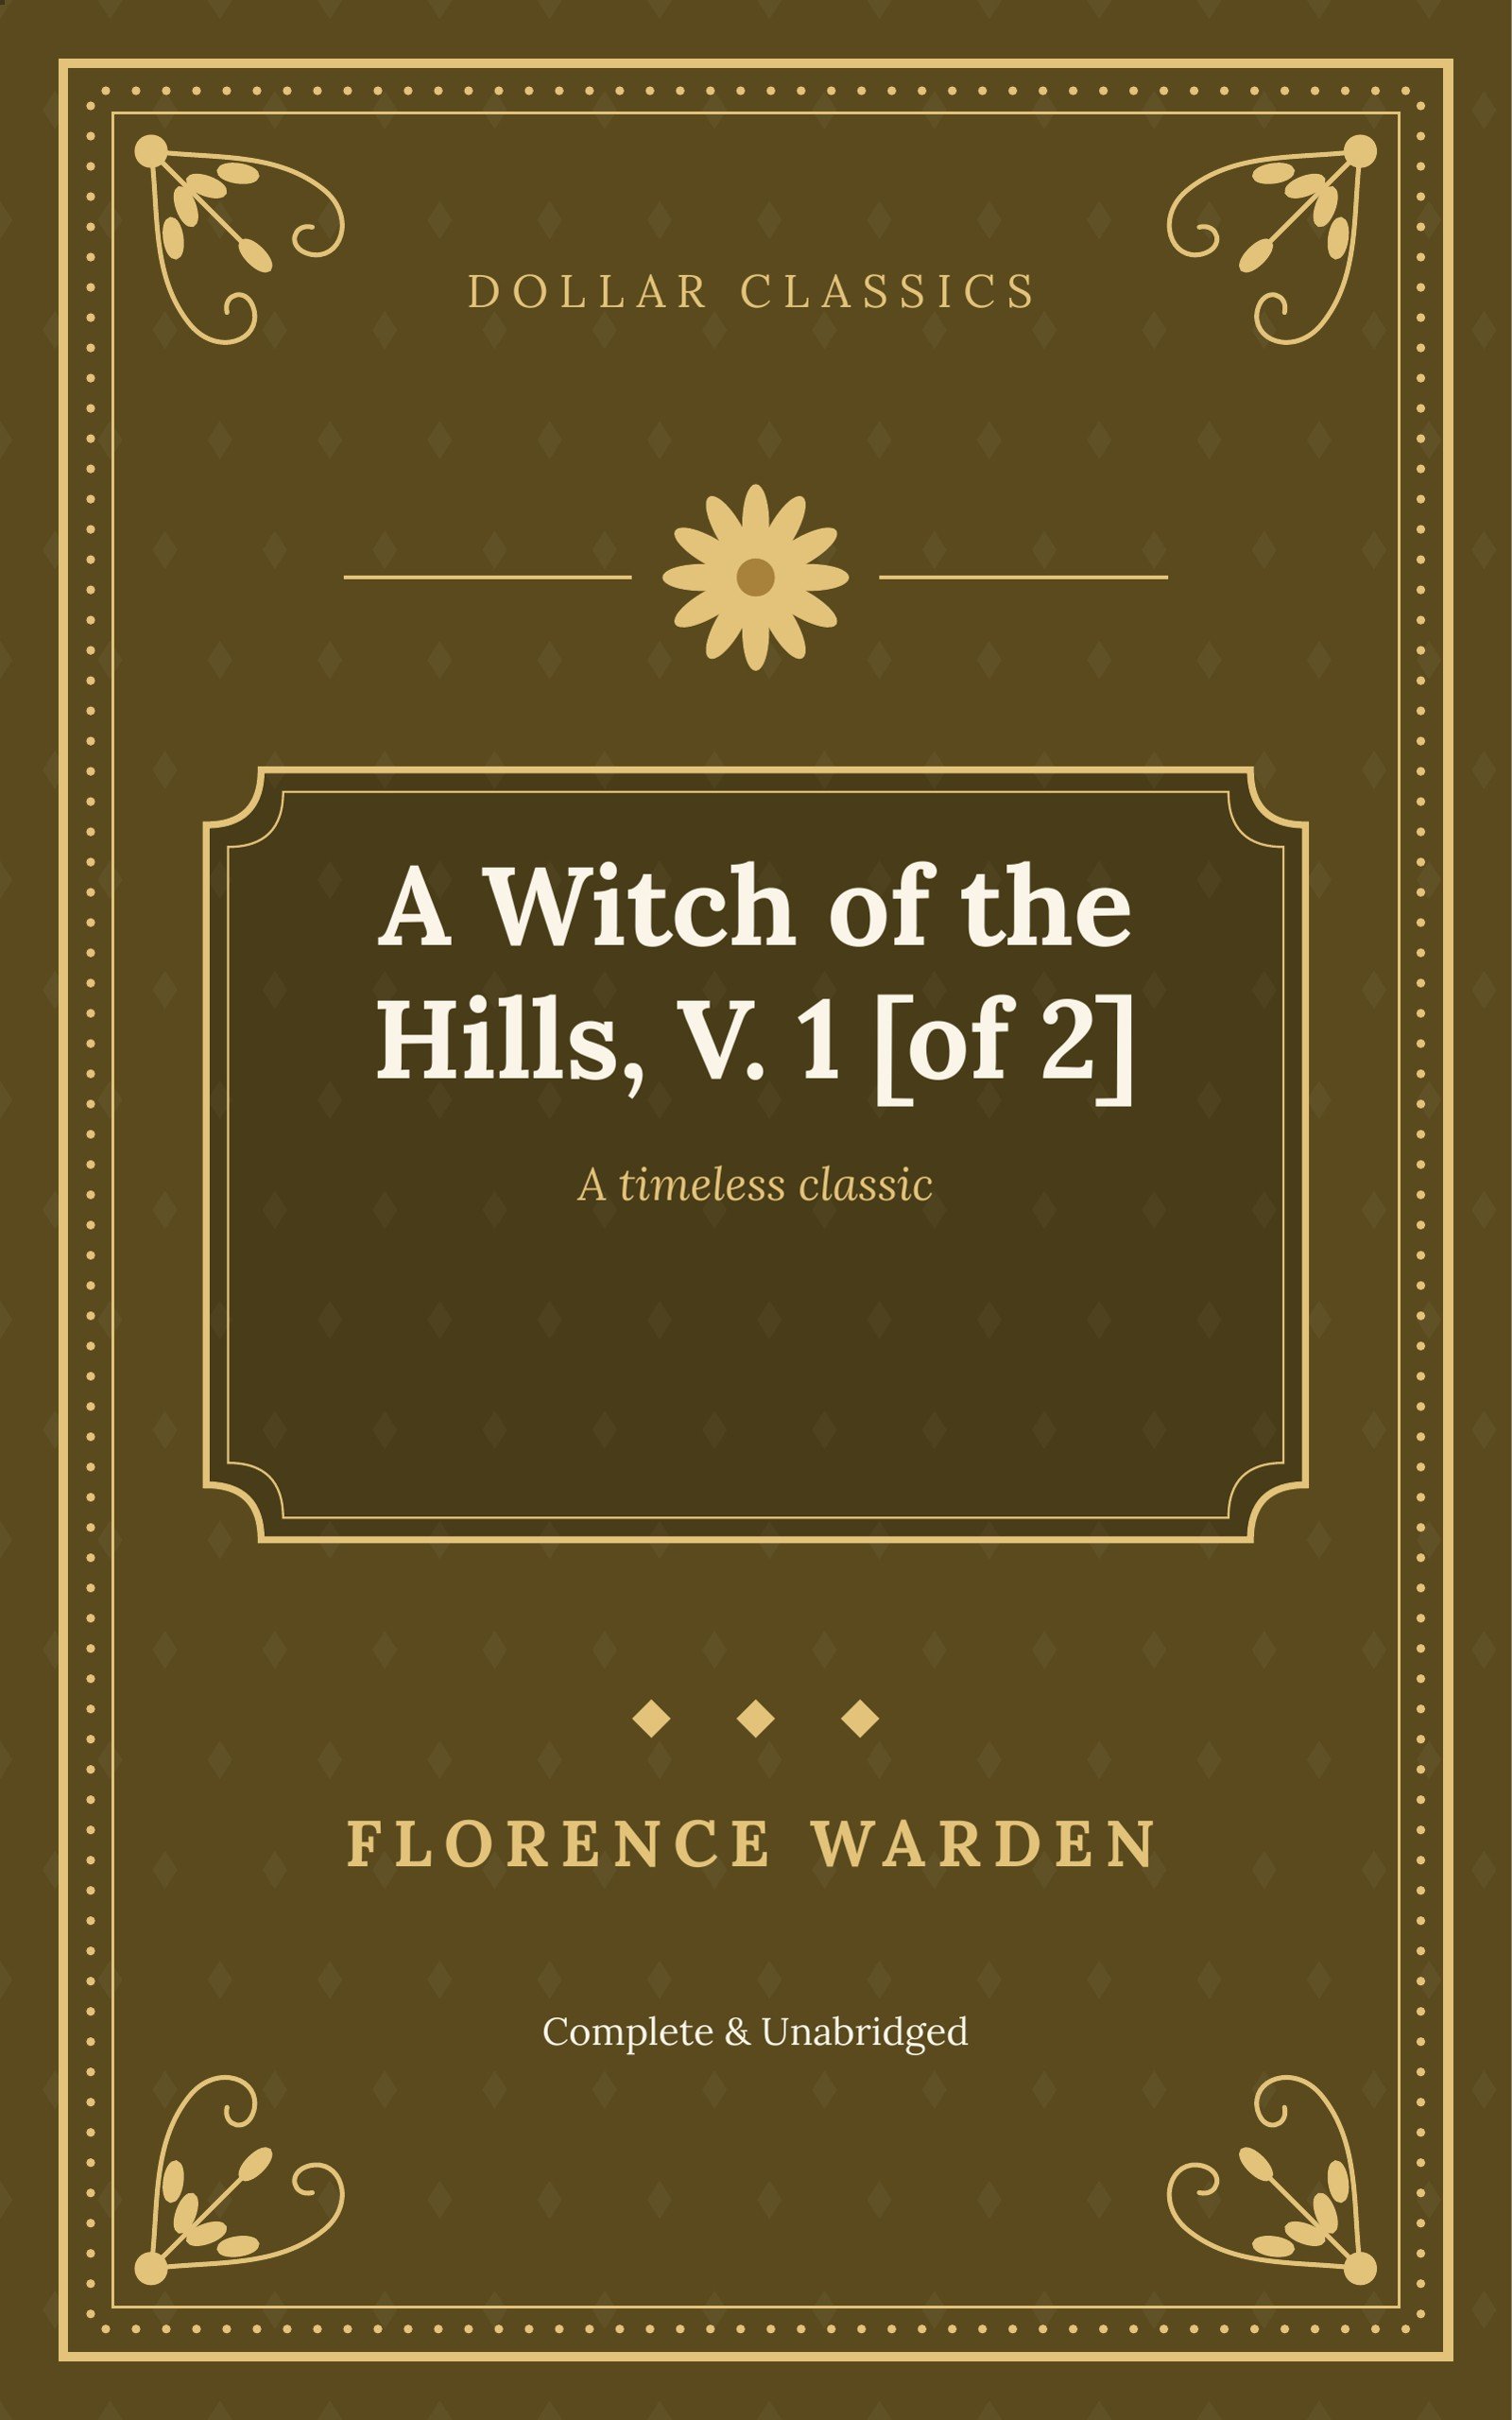 DOLLAR CLASSICS
A Witch of the
Hills, V. 1 [of 2]
A timeless classic
FLORENCE WARDEN
Complete & Unabridged